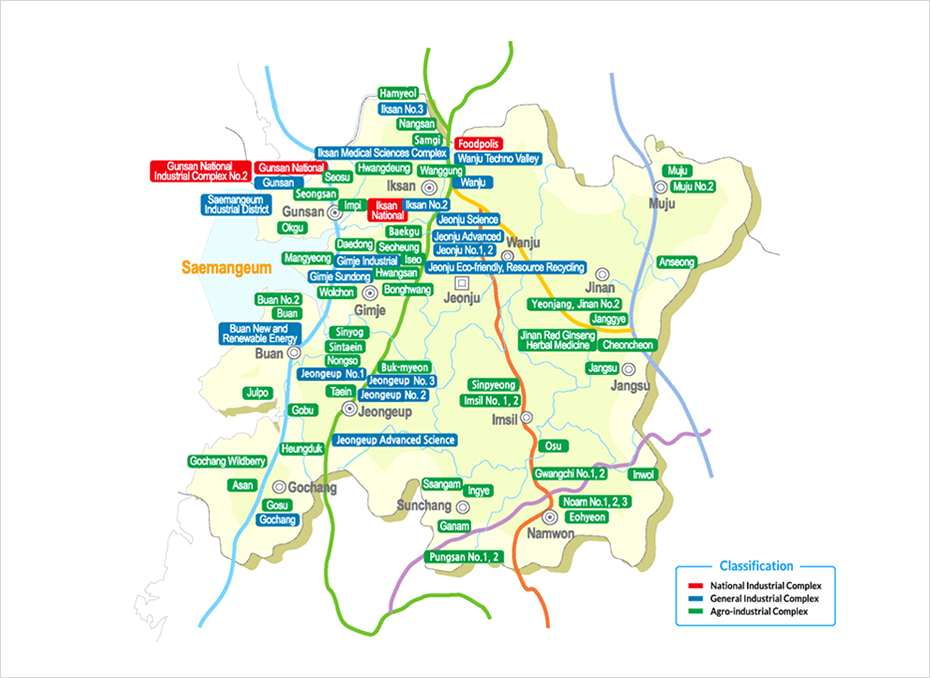 Hamyeol
Iksan No.3
Nangsan
Samgi
Foodpolis
Iksan Medical Sciences Complex
Wanju Techno Valley
Gunsan National
Industrial Complex No.2
Gunsan National
Hwangdeung
Wanggung
Muju
Seosu
Gunsan
Iksan
Wanju
Muju No.2
Seongsan
Muju
Saemangeum
Industrial District
Gunsan
Impi
Iksan
National
Iksan No.2
Okgu
Jeonju Science
Baekgu
Jeonju Advanced
Wanju
Daedong
Seoheung
Jeonju No.1, 2
Mangyeong
Gimje Industrial
Iseo
Anseong
Saemangeum
Gimje Sundong
Hwangsan
Jeonju Eco-friendly, Resource Recycling
Wolchon
Bonghwang
Jeonju
Jinan
Buan No.2
Gimje
Yeonjang, Jinan No.2
Buan
Janggye
Buan New and
Renewable Energy
Sinyog
Jinan Red Ginseng
Herbal Medicine
Cheoncheon
Buan
Sintaein
Nongso
Buk-myeon
Jangsu
Jeongeup No.1
Jeongeup No. 3
Jangsu
Julpo
Taein
Jeongeup No. 2
Sinpyeong
Imsil No. 1, 2
Gobu
Jeongeup
Imsil
Heungduk
Jeongeup Advanced Science
Osu
Gochang Wildberry
Gwangchi No.1, 2
Inwol
Asan
Gochang
Ssangam
Ingye
Gosu
Sunchang
Noam No.1, 2, 3
Gochang
Eohyeon
Ganam
Namwon
Pungsan No.1, 2
Classification
National Industrial Complex
General Industrial Complex
Agro-industrial Complex